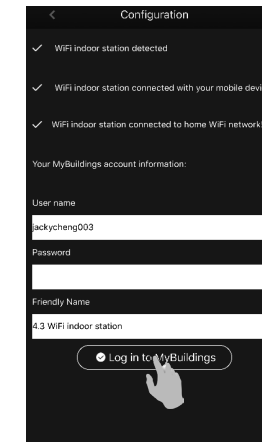 Configuration
WiFi indoor station detected
WiFi indoor station connected with your mobile devi
WiFi indoor station connected to home WiFi network!
Your MyBuildings account information:
User name
jackycheng003
Password
Friendly Name
4.3 WiFi indoor station
Log in to MyBuildings